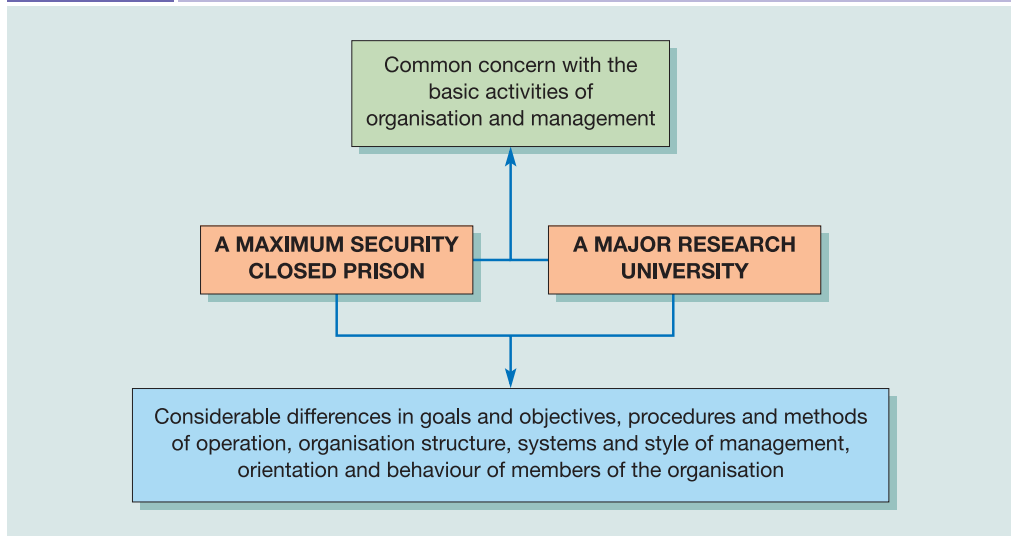 Common concern with the
basic activities of
organisation and management
A MAXIMUM SECURITY
CLOSED PRISON
A MAJOR RESEARCH
UNIVERSITY
Considerable differences in goals and objectives, procedures and methods
of operation, organisation structure, systems and style of management,
orientation and behaviour of members of the organisation